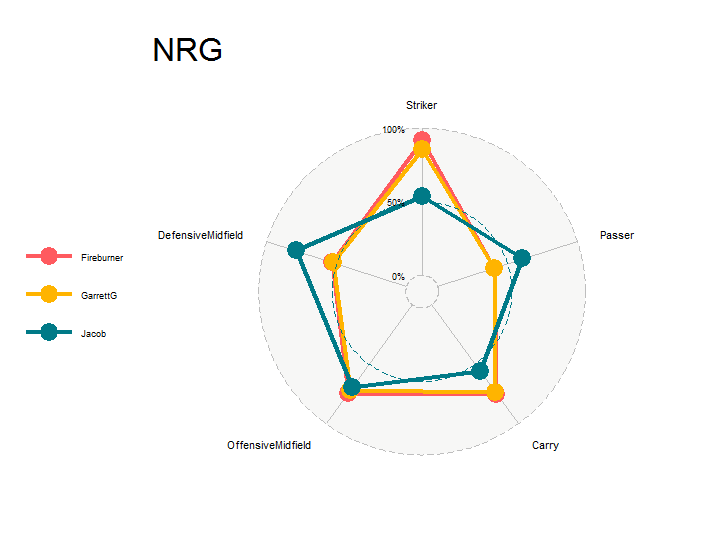 NRG
Striker
100%
50%
0%
DefensiveMidfield
Passer
Fireburner
GarrettG
Jacob
OffensiveMidfield
Carry